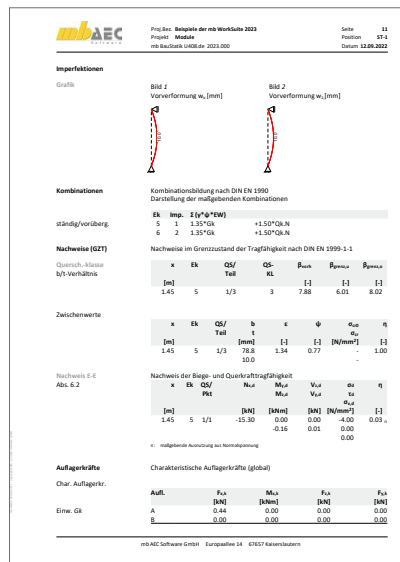 mbAEC
Software
Proj.Bez. Beispiele der mb WorkSuite 2023 Seite 11
Projekt Module Position ST-1
mb BauStatik U408.de 2023.000 Datum 12.09.2022
Imperfektionen
Grafik Bild 1 Bild 2
Vorverformung wᵥ [mm] Vorverformung wᵥ [mm]
10.0 10.0
Kombinationen Kombinationsbildung nach DIN EN 1990
Darstellung der maßgebenden Kombinationen
Ek Imp. Σ (γ*ψ*EW)
ständig/vorüberg. 5 1 1.35*Gk +1.50*Qk.N
6 2 1.35*Gk +1.50*Qk.N
Nachweise (GZT) Nachweise im Grenzzustand der Tragfähigkeit nach DIN EN 1999-1-1
Quersch.-klasse x Ek QS/ QS- βvorh βgrenz,u βgrenz,o
b/t-Verhältnis Teil KL
[m] [-] [-] [-]
1.45 5 1/3 3 7.88 6.01 8.02
Zwischenwerte x Ek QS/ b ε ψ σod η
Teil t σcr
[m] [mm] [-] [-] [N/mm²] [-]
1.45 5 1/3 78.8 1.34 0.77 - 1.00
10.0 -
Nachweis E-E Nachweis der Biege- und Querkrafttragfähigkeit
Abs. 6.2 x Ek QS/ Nx,d My,d Vz,d σd η
Pkt Mz,d Vy,d τd
σv,d
[m] [kN] [kNm] [kN] [N/mm²] [-]
1.45 5 1/1 -15.30 0.00 0.00 -4.00 0.03 n
-0.16 0.01 0.00
0.00
n : maßgebende Ausnutzung aus Normalspannung
Auflagerkräfte Charakteristische Auflagerkräfte (global)
Char. Auflagerkr.
Aufl. Fx,k Mx,k Fz,k Fy,k
[kN] [kNm] [kN] [kN]
Einw. Gk A 0.44 0.00 0.00 0.00
B 0.00 0.00 0.00 0.00
mb AEC Software GmbH Europaallee 14 67657 Kaiserslautern